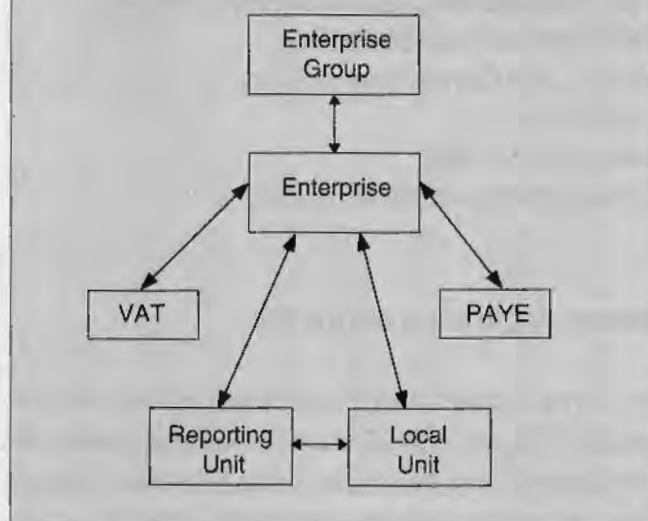 Enterprise
Group
Enterprise
VAT
PAYE
Reporting
Unit
Local
Unit